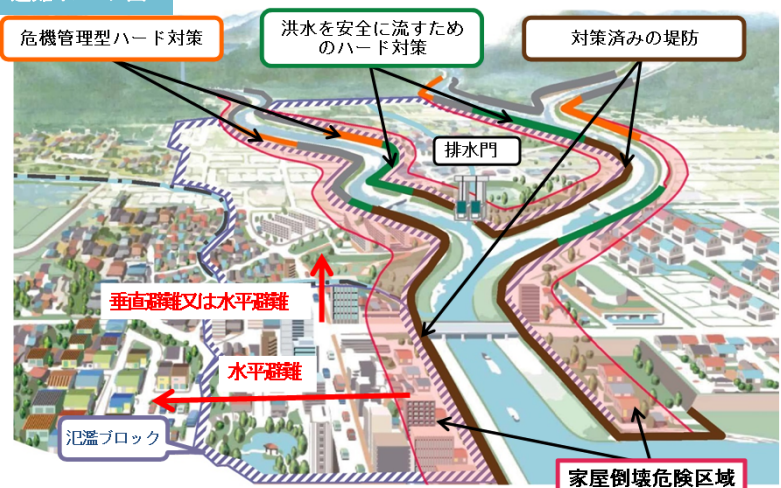 危機管理型ハード対策
洪水を安全に流すため
のハード対策
対策済みの堤防
排水門
垂直避難又は水平避難
水平避難
氾濫ブロック
家屋倒壊危険区域